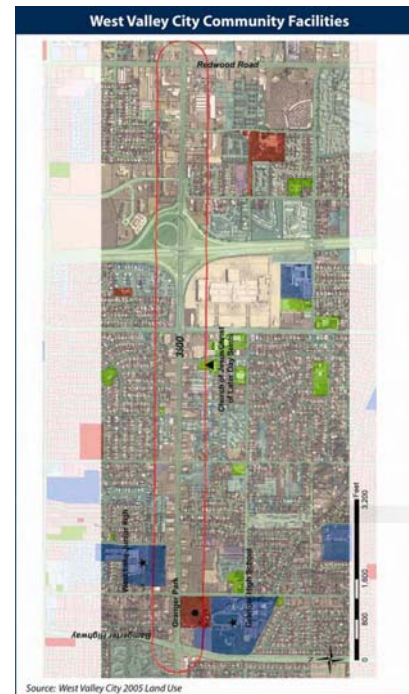 West Valley City Community Facilities
Redwood Road
3500
Church of Jesus Christ
of Latter Day Saints
Granger Park
Bangerter Highway
Feet
0
800
1,600
3,200
Source: West Valley City 2005 Land Use